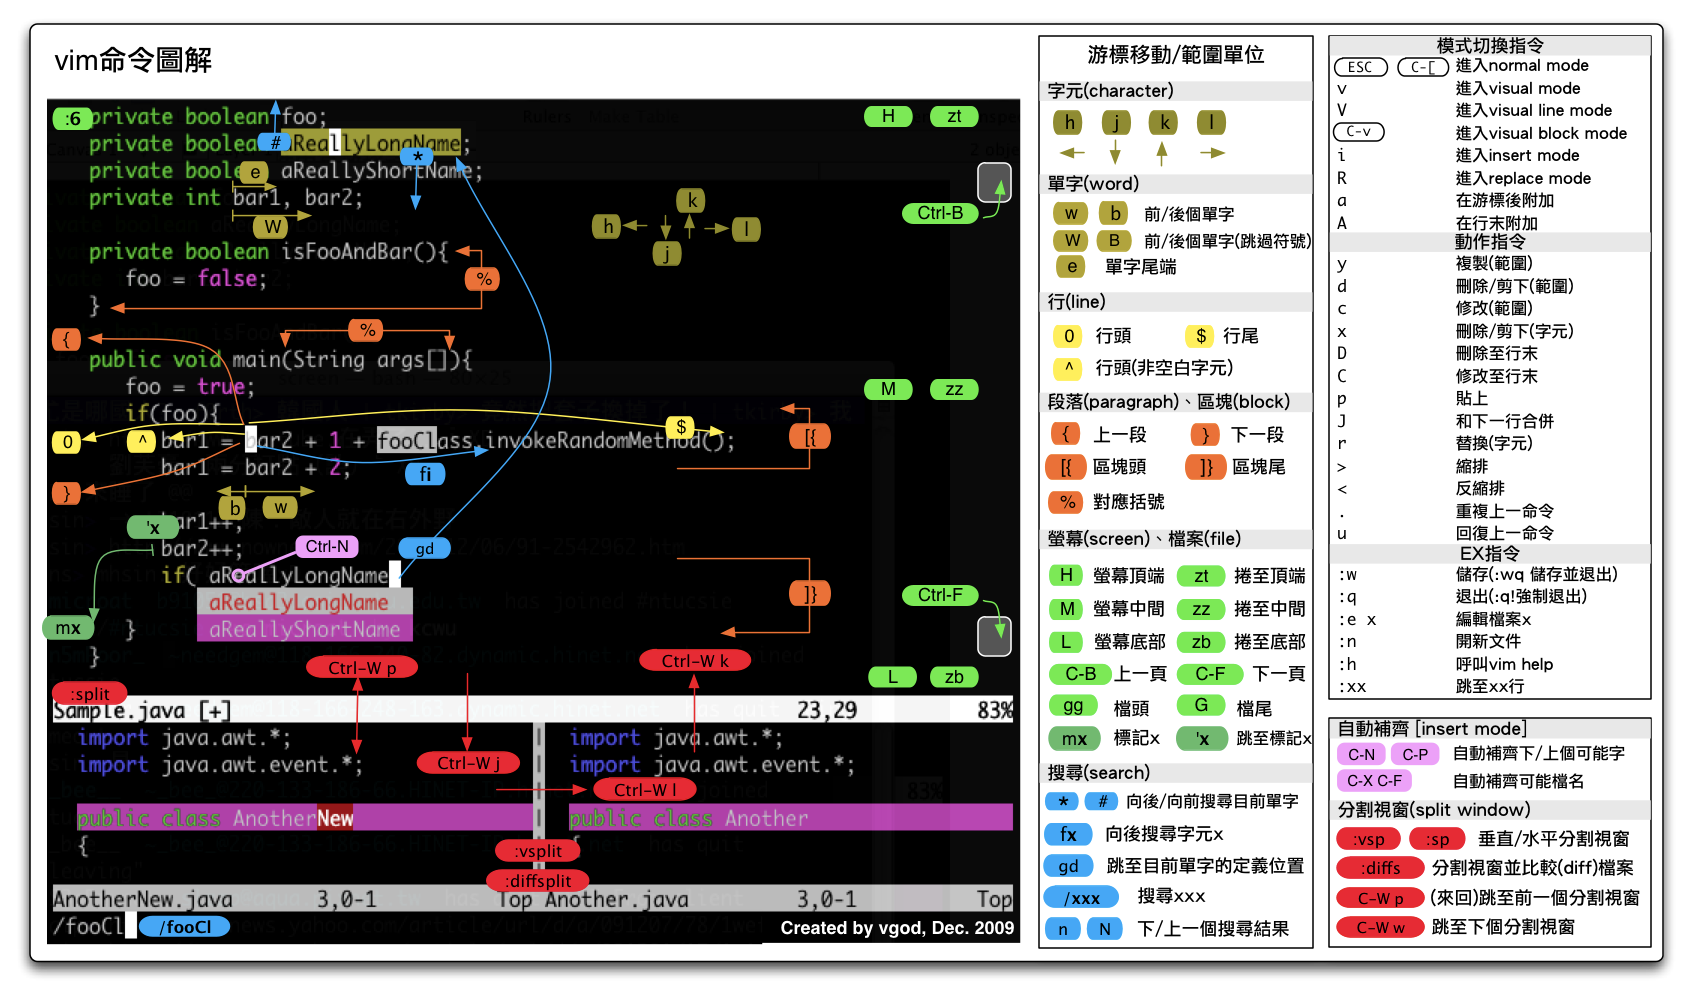 vim命令圖解
:6 private boolean foo; H zt
private boolea # aReallyLongName;
*
private boole e aReallyShortName;
private int bar1, bar2;
W
k
h l
j
Ctrl-B
private boolean isFooAndBar(){
foo = false; %
}
{ %
public void main(String args[]){
foo = true; M zz
if(foo){
0 ^ bar1 = bar2 + 1 + fooClass.invokeRandomMethod(); $ [{
bar1 = bar2 + 2; fi
}
b w
'x bar1++;
bar2++; Ctrl-N gd
if( aReallyLongName
aReallyLongName ]} Ctrl-F
mx } aReallyShortName
}
Ctrl-W p Ctrl-W k L zb
:split
Sample.java [+] 23,29 83%
import java.awt.*; import java.awt.*;
import java.awt.event.*; Ctrl-W j import java.awt.event.*;
Ctrl-W l
public class AnotherNew public class Another
{ :vsplit {
:diffsplit
AnotherNew.java 3,0-1 Top Another.java 3,0-1 Top
/fooCl /fooCl Created by vgod, Dec. 2009
游標移動/範圍單位
字元(character)
h j k l
單字(word)
w b 前/後個單字
W B 前/後個單字(跳過符號)
e 單字尾端
行(line)
0 行頭 $ 行尾
^ 行頭(非空白字元)
段落(paragraph)、區塊(block)
{ 上一段 } 下一段
[{ 區塊頭 ]} 區塊尾
% 對應括號
螢幕(screen)、檔案(file)
H 螢幕頂端 zt 捲至頂端
M 螢幕中間 zz 捲至中間
L 螢幕底部 zb 捲至底部
C-B 上一頁 C-F 下一頁
gg 檔頭 G 檔尾
mx 標記x 'x 跳至標記x
搜尋(search)
* # 向後/向前搜尋目前單字
fx 向後搜尋字元x
gd 跳至目前單字的定義位置
/xxx 搜尋xxx
n N 下/上一個搜尋結果
模式切換指令
ESC C-[ 進入normal mode
v 進入visual mode
V 進入visual line mode
C-v 進入visual block mode
i 進入insert mode
R 進入replace mode
a 在游標後附加
A 在行末附加
動作指令
y 複製(範圍)
d 刪除/剪下(範圍)
c 修改(範圍)
x 刪除/剪下(字元)
D 刪除至行末
C 修改至行末
p 貼上
J 和下一行合併
r 替換(字元)
> 縮排
< 反縮排
. 重複上一命令
u 回復上一命令
EX指令
:w 儲存(:wq 儲存並退出)
:q 退出(:q!強制退出)
:e x 編輯檔案x
:n 開新文件
:h 呼叫vim help
:xx 跳至xx行
自動補齊 [insert mode]
C-N C-P 自動補齊下/上個可能字
C-X C-F 自動補齊可能檔名
分割視窗(split window)
:vsp :sp 垂直/水平分割視窗
:diffs 分割視窗並比較(diff)檔案
C-W p (來回)跳至前一個分割視窗
C-W w 跳至下個分割視窗